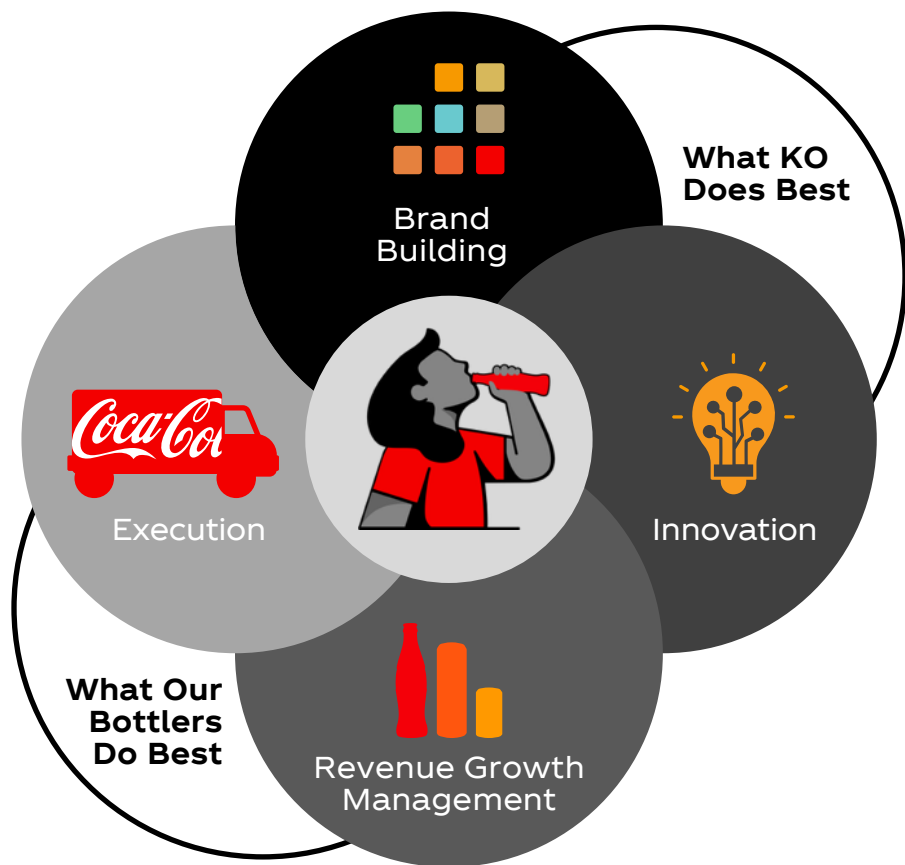 Brand
Building
What KO
Does Best
Coca-Col
Execution
Innovation
What Our
Bottlers
Do Best
Revenue Growth
Management